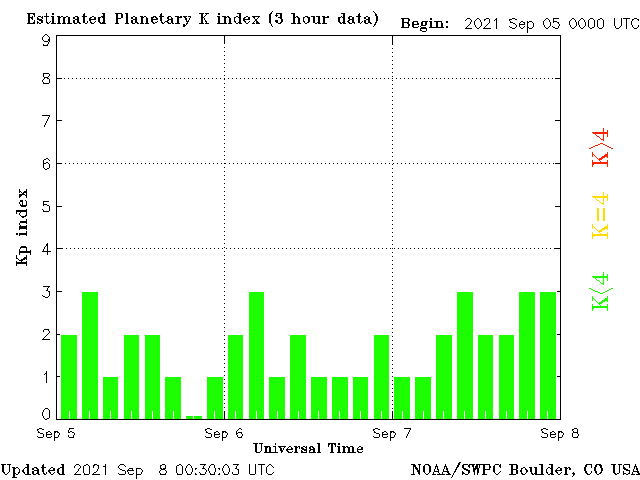 Estimated Planetary K index (3 hour data)
Begin: 2021 Sep 05 0000 UTC
9
8
7
6
5
4
3
2
1
0
Kp index
K>4
K=4
K<4
Sep 5
Sep 6
Sep 7
Sep 8
Universal Time
Updated 2021 Sep 8 00:30:03 UTC
NOAA/SWPC Boulder, CO USA